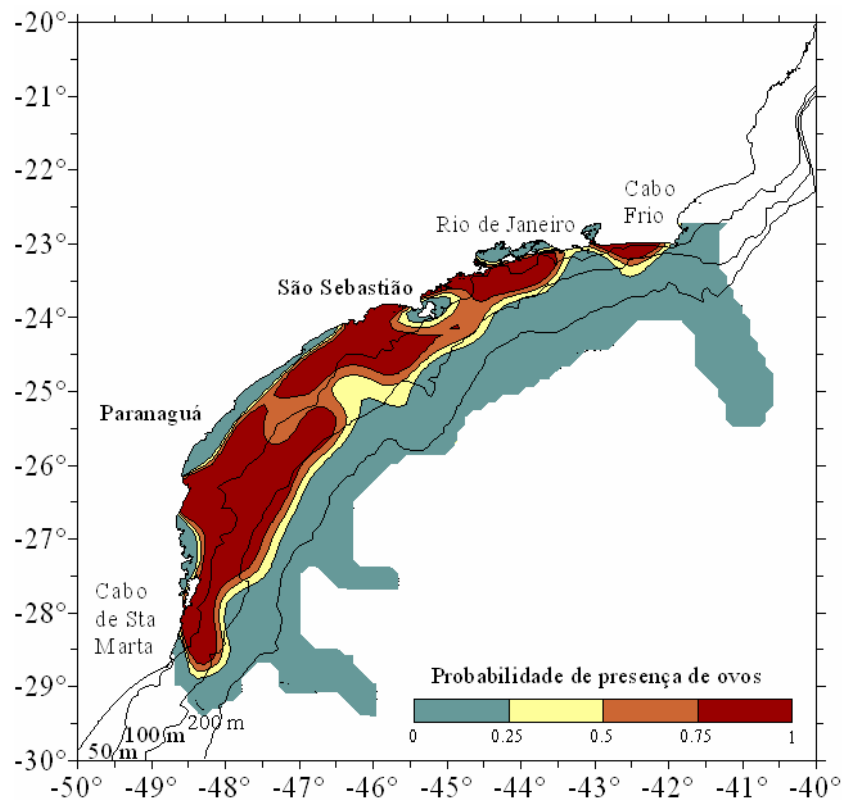 -20°
-21°
-22°
-23°
-24°
-25°
-26°
-27°
-28°
-29°
-30°
Cabo
Frio
Rio de Janeiro
São Sebastião
Paranaguá
Cabo
de Sta
Marta
50 m
100 m
200 m
Probabilidade de presença de ovos
0 0.25 0.5 0.75 1
-50° -49° -48° -47° -46° -45° -44° -43° -42° -41° -40°